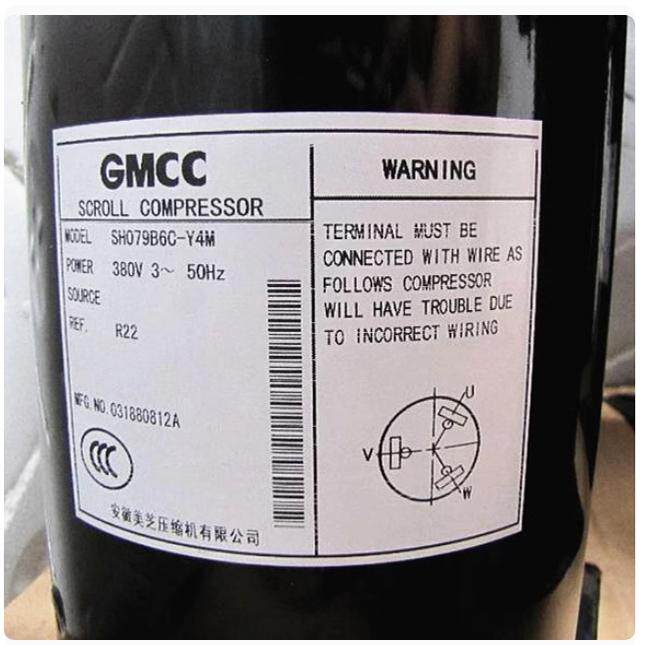 GMCC
SCROLL COMPRESSOR
MODEL SH079B6C-Y4M
POWER 380V 3~ 50Hz
SOURCE
REF. R22
MFG.NO.031880812A
CCC
安徽美芝压缩机有限公司
WARNING
TERMINAL MUST BE
CONNECTED WITH WIRE AS
FOLLOWS COMPRESSOR
WILL HAVE TROUBLE DUE
TO INCORRECT WIRING
U
V
W